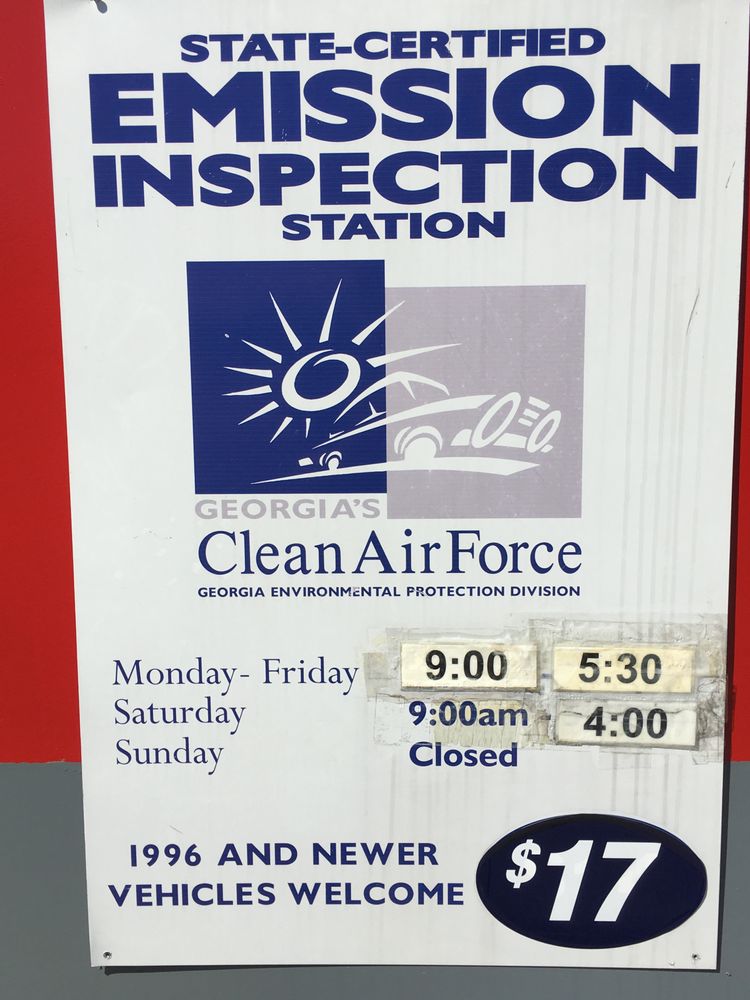 STATE-CERTIFIED
EMISSION
INSPECTION
STATION
GEORGIA'S
Clean Air Force
GEORGIA ENVIRONMENTAL PROTECTION DIVISION
Monday- Friday 9:00 5:30
Saturday 9:00am - 4:00
Sunday Closed
1996 AND NEWER
VEHICLES WELCOME
$17